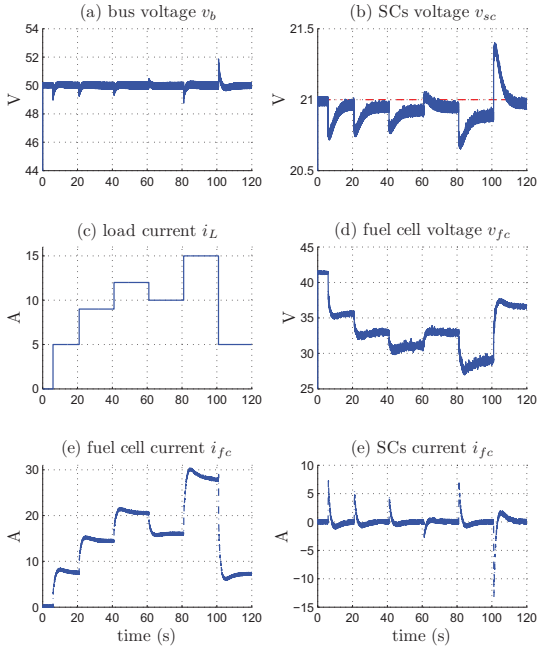 (a) bus voltage v_b
54
52
50
48
46
44
V
0 20 40 60 80 100 120
(b) SCs voltage v_sc
21.5
21
20.5
V
0 20 40 60 80 100 120
(c) load current i_L
15
10
5
0
A
0 20 40 60 80 100 120
(d) fuel cell voltage v_fc
45
40
35
30
25
V
0 20 40 60 80 100 120
(e) fuel cell current i_fc
30
20
10
0
A
0 20 40 60 80 100 120
time (s)
(e) SCs current i_fc
10
5
0
−5
−10
−15
A
0 20 40 60 80 100 120
time (s)